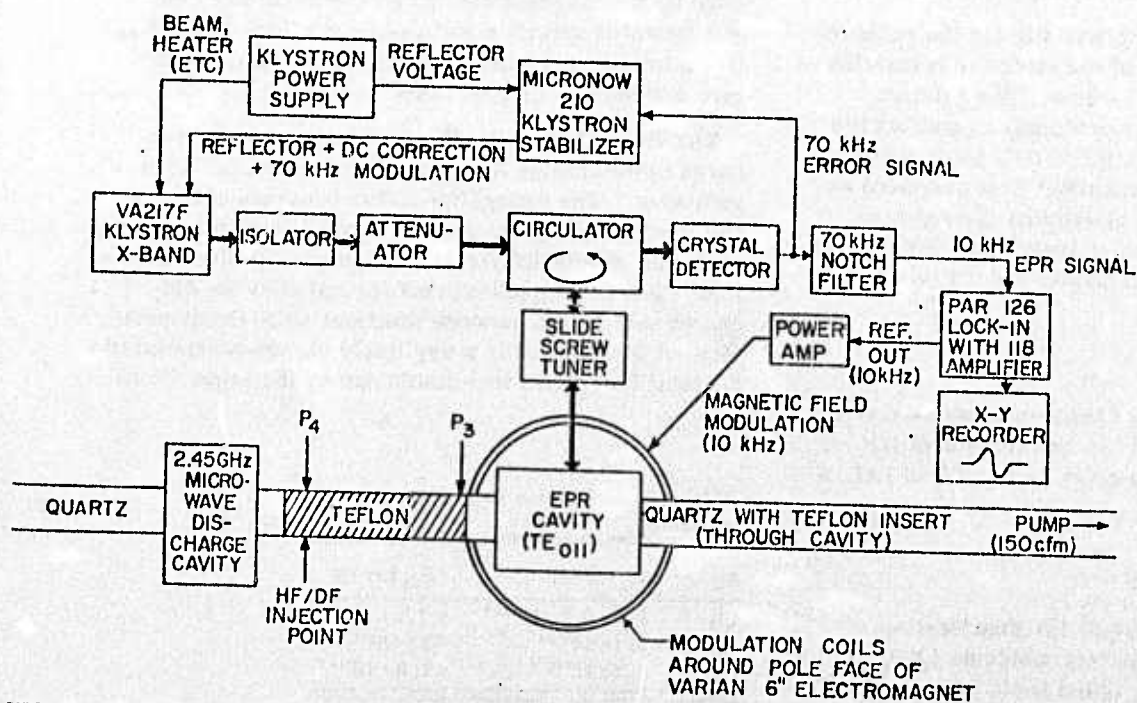 BEAM,
HEATER
(ETC)
KLYSTRON
POWER
SUPPLY
REFLECTOR
VOLTAGE
MICRONOW
210
KLYSTRON
STABILIZER
REFLECTOR + DC CORRECTION
+ 70 kHz MODULATION
70 kHz
ERROR SIGNAL
VA217F
KLYSTRON
X-BAND
ISOLATOR
ATTENU-
ATOR
CIRCULATOR
CRYSTAL
DETECTOR
70 kHz
NOTCH
FILTER
10 kHz
EPR SIGNAL
SLIDE
SCREW
TUNER
POWER
AMP
REF.
OUT
(10kHz)
PAR 126
LOCK-IN
WITH 118
AMPLIFIER
MAGNETIC FIELD
MODULATION
(10 kHz)
X-Y
RECORDER
P4
P3
QUARTZ
2.45GHz
MICRO-
WAVE
DIS-
CHARGE
CAVITY
TEFLON
EPR
CAVITY
(TE011)
QUARTZ WITH TEFLON INSERT
(THROUGH CAVITY)
PUMP
(150cfm)
HF/DF
INJECTION
POINT
MODULATION COILS
AROUND POLE FACE OF
VARIAN 6" ELECTROMAGNET